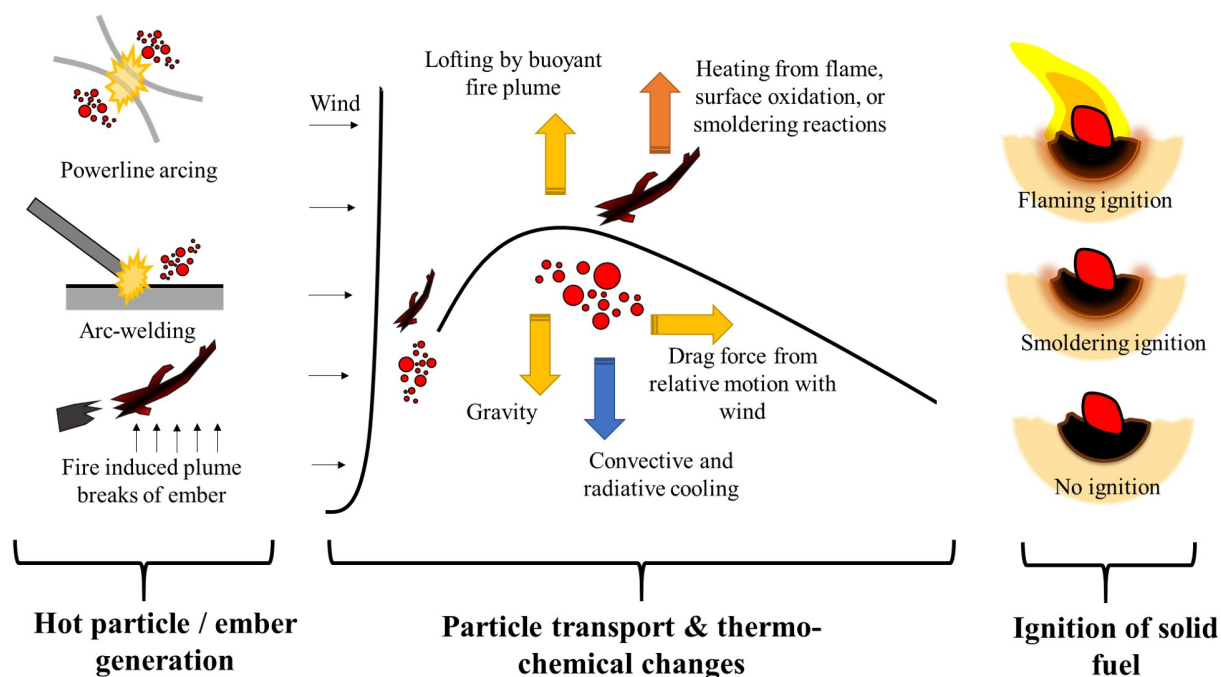 Powerline arcing
Arc-welding
Fire induced plume
breaks of ember
Hot particle / ember
generation
Wind
Lofting by buoyant
fire plume
Heating from flame,
surface oxidation, or
smoldering reactions
Gravity
Drag force from
relative motion with
wind
Convective and
radiative cooling
Particle transport & thermo-
chemical changes
Flaming ignition
Smoldering ignition
No ignition
Ignition of solid
fuel